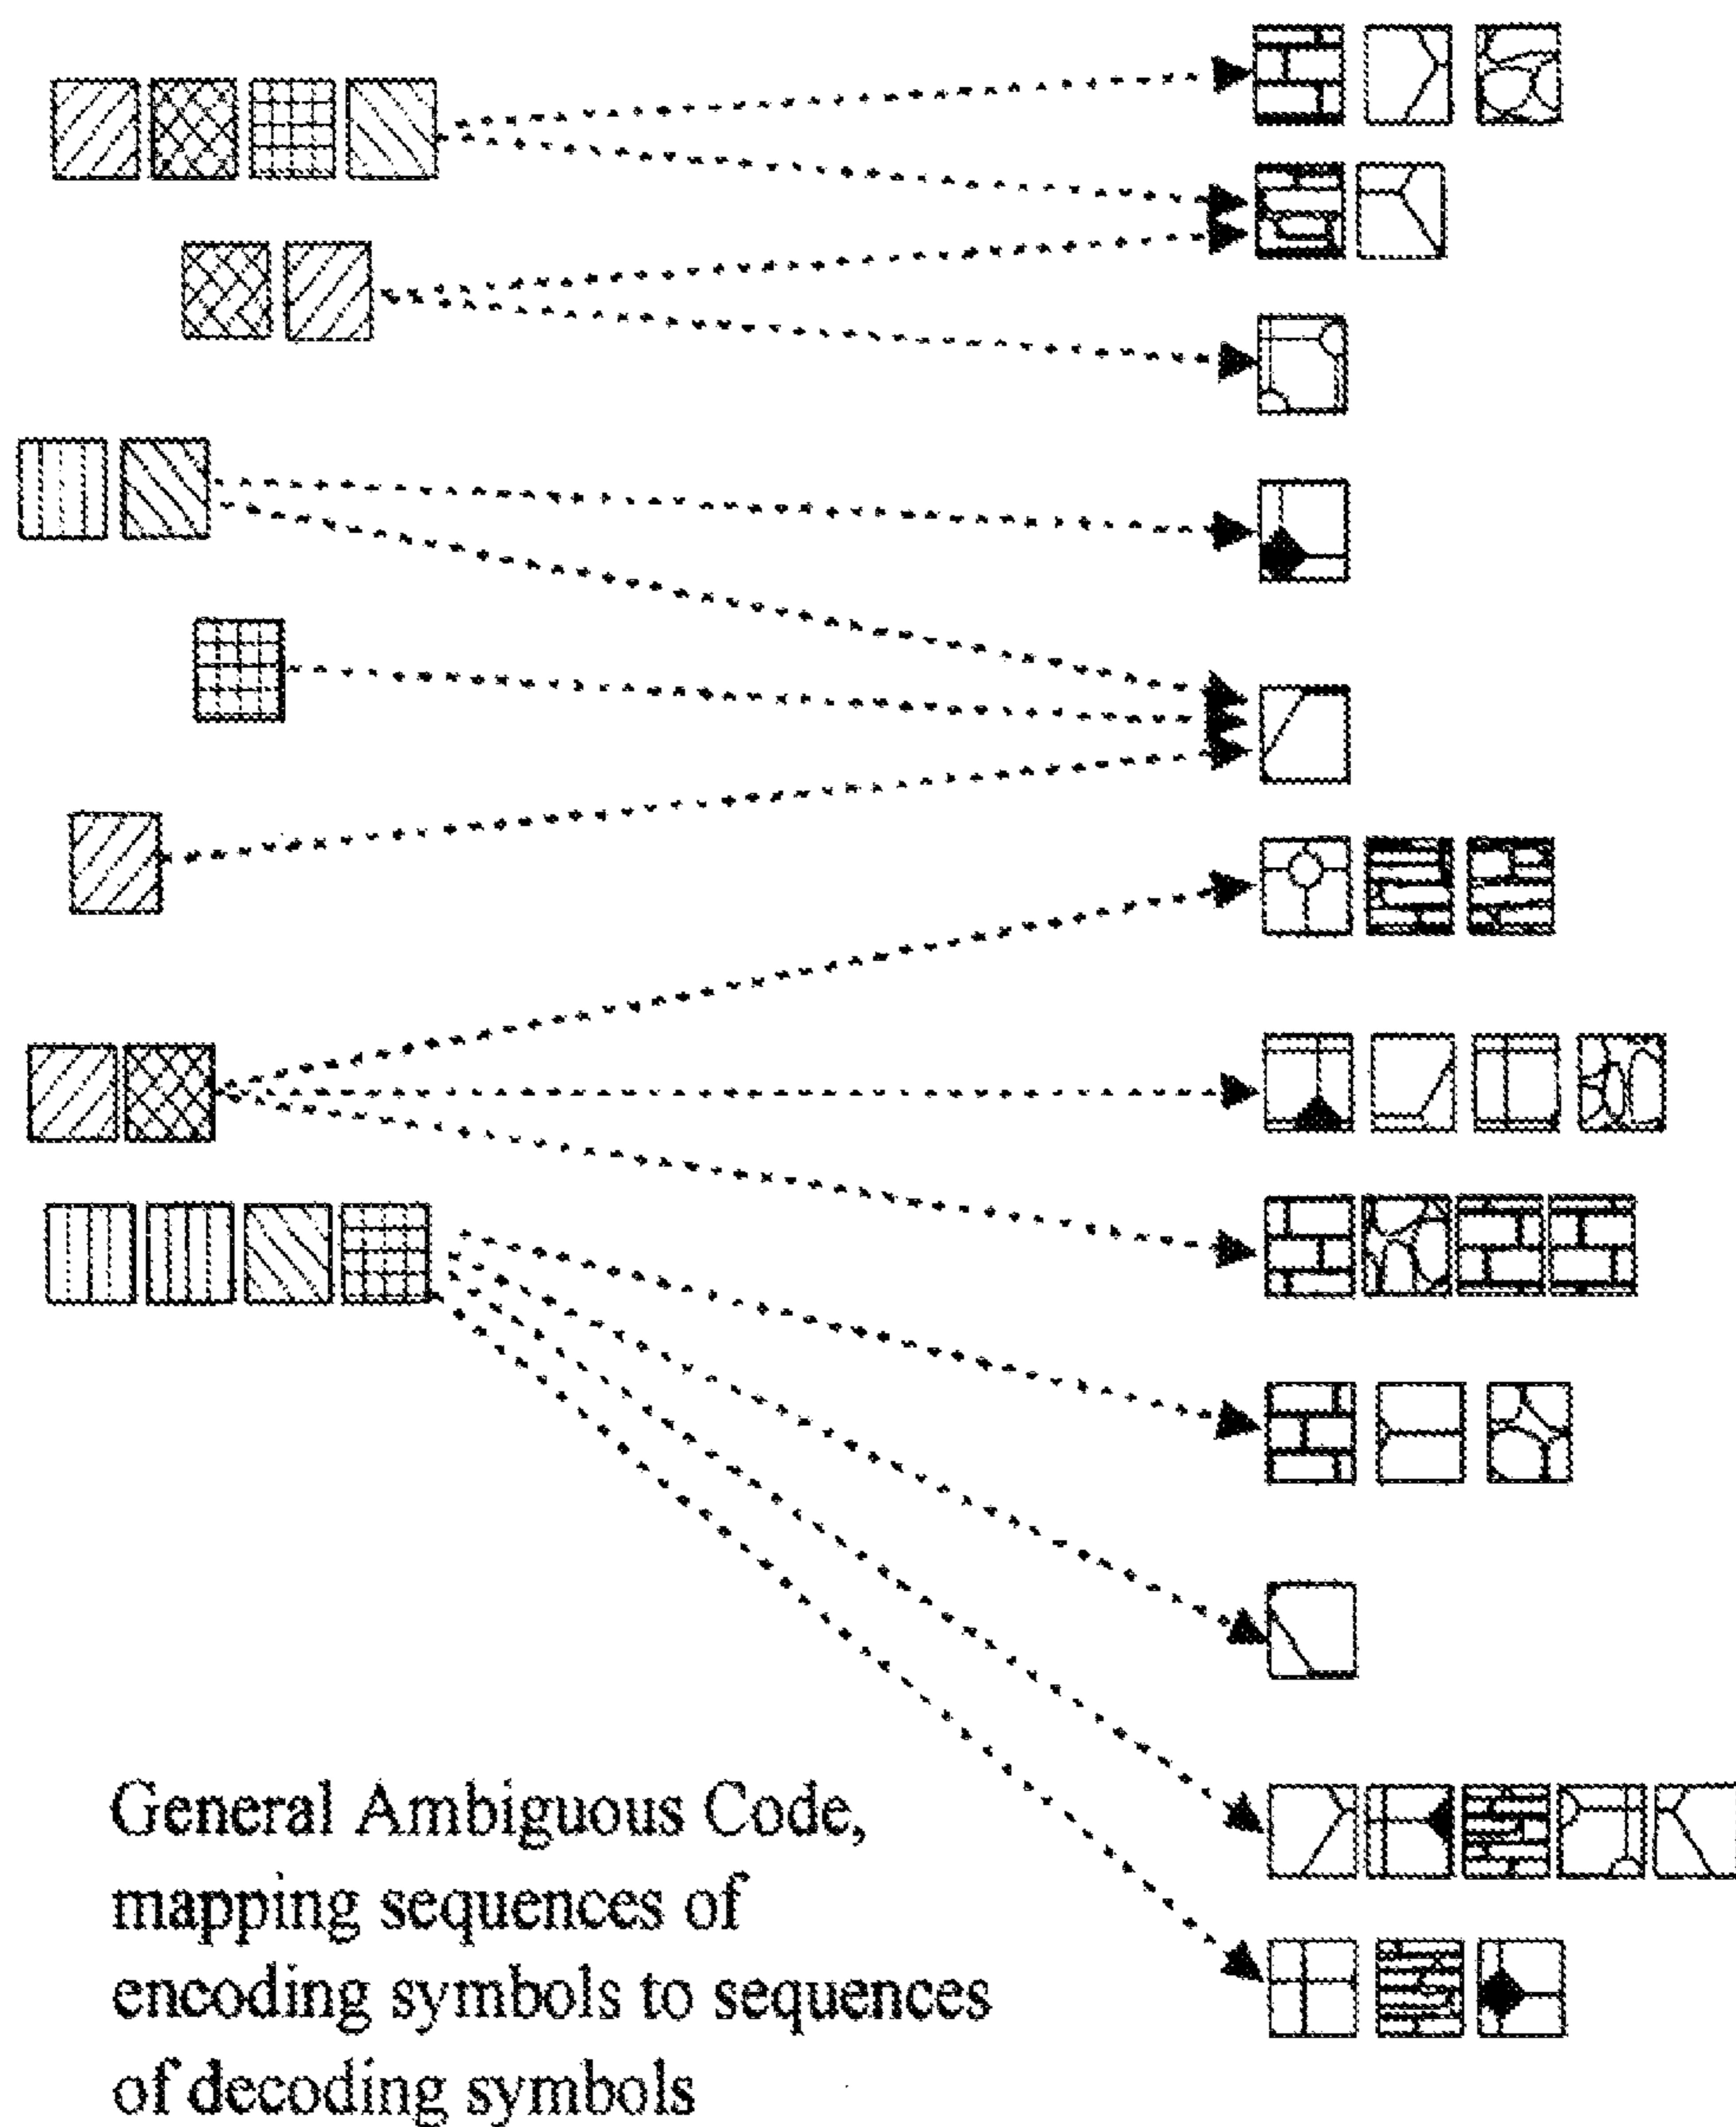 General Ambiguous Code,
mapping sequences of
encoding symbols to sequences
of decoding symbols